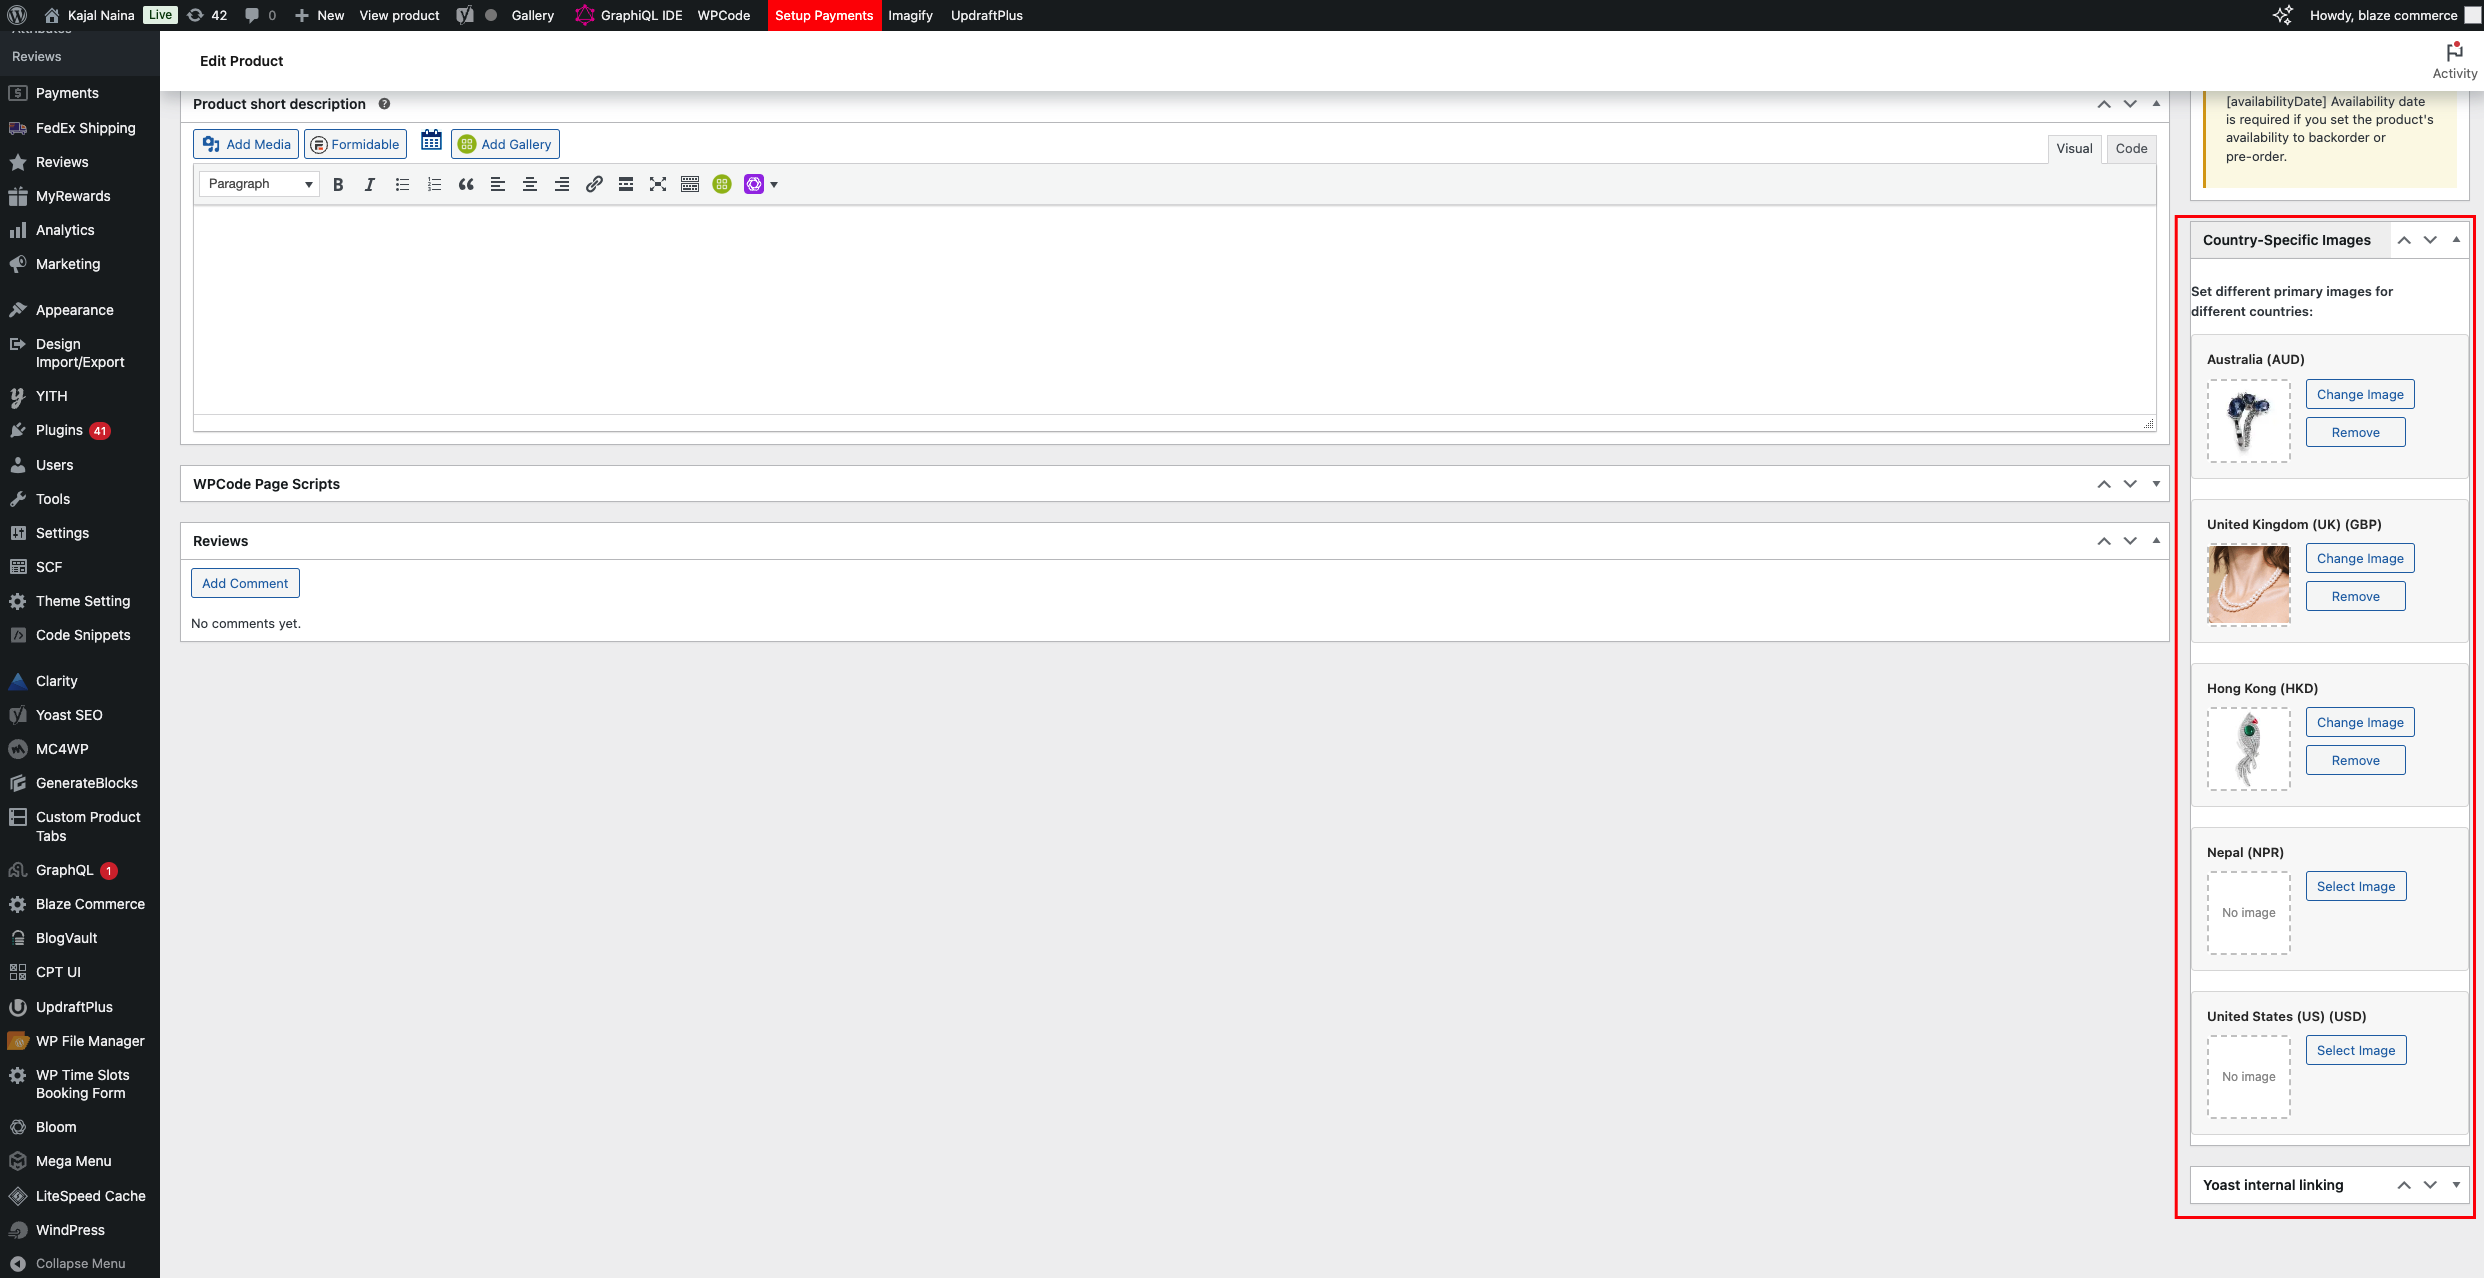 Kajal Naina Live 42 0 New View product Gallery GraphiQL IDE WPCode Setup Payments Imagify UpdraftPlus Howdy, blaze commerce
Attributes
Reviews
Payments
FedEx Shipping
Reviews
MyRewards
Analytics
Marketing
Appearance
Design
Import/Export
YITH
Plugins 41
Users
Tools
Settings
SCF
Theme Setting
Code Snippets
Clarity
Yoast SEO
MC4WP
GenerateBlocks
Custom Product
Tabs
GraphQL 1
Blaze Commerce
BlogVault
CPT UI
UpdraftPlus
WP File Manager
WP Time Slots
Booking Form
Bloom
Mega Menu
LiteSpeed Cache
WindPress
Collapse Menu
Edit Product
Activity
Product short description
Add Media Formidable Add Gallery
Visual Code
Paragraph
WPCode Page Scripts
Reviews
Add Comment
No comments yet.
[availabilityDate] Availability date
is required if you set the product's
availability to backorder or
pre-order.
Country-Specific Images
Set different primary images for
different countries:
Australia (AUD)
Change Image
Remove
United Kingdom (UK) (GBP)
Change Image
Remove
Hong Kong (HKD)
Change Image
Remove
Nepal (NPR)
Select Image
No image
United States (US) (USD)
Select Image
No image
Yoast internal linking